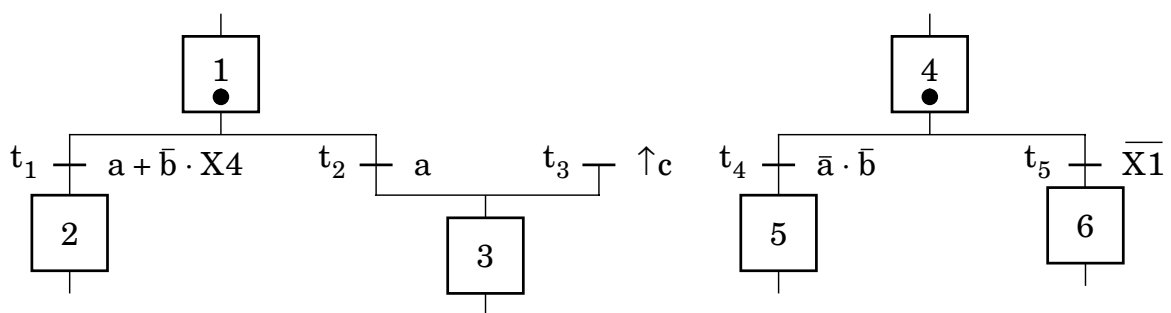 1
4
t₁ a + b̄ · X4
t₂ a
t₃ ↑c
t₄ ā · b̄
t₅ X̅1̅
2
3
5
6